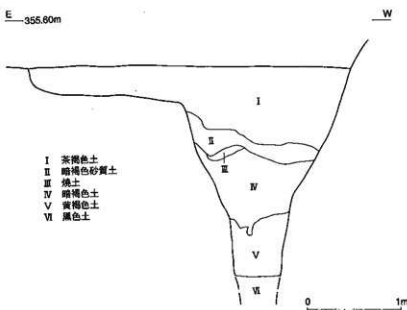 E
355.60m
W
I
II
III
IV
V
VI
I 茶褐色土
II 暗褐色砂質土
III 焼土
IV 暗褐色土
V 黄褐色土
VI 黒色土
0 1m